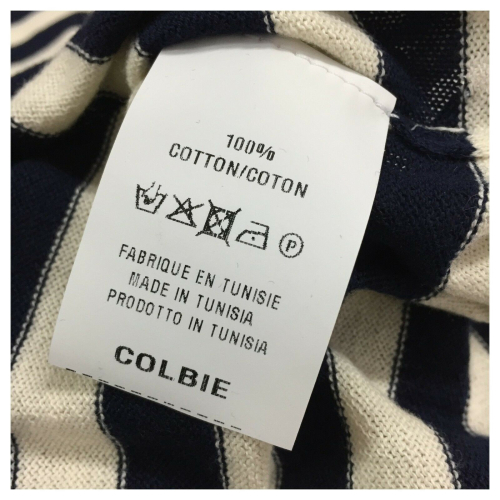 100%
COTTON/COTON
P
FABRIQUE EN TUNISIE
MADE IN TUNISIA
PRODOTTO IN TUNISIA
COLBIE